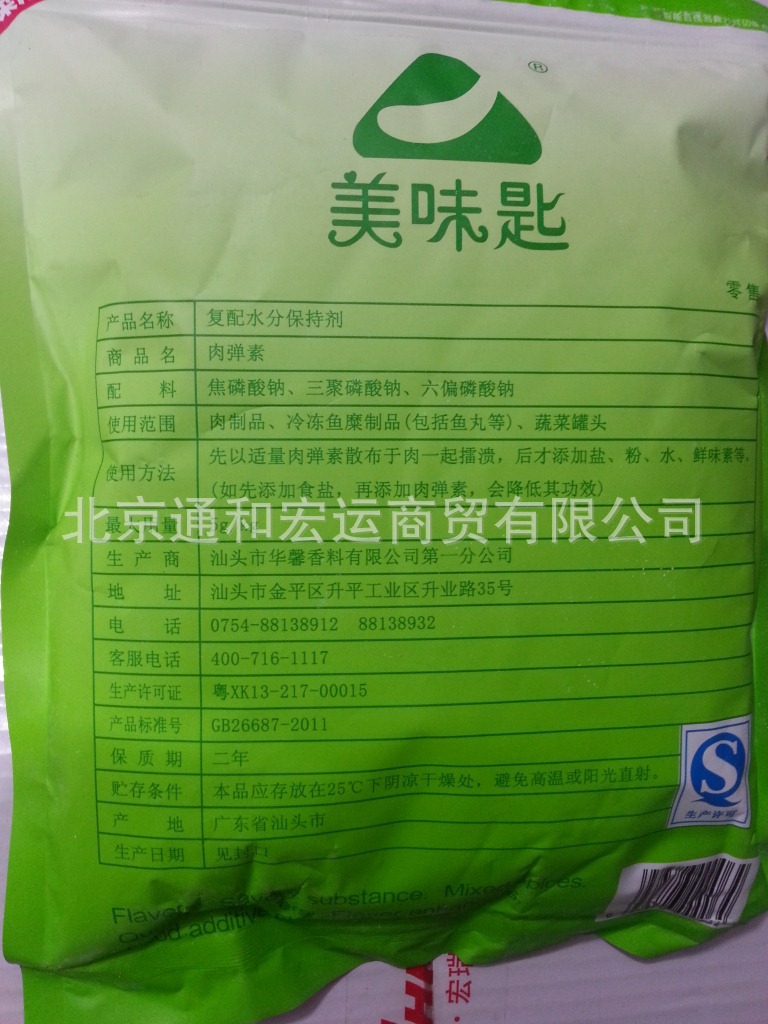 ®
美味匙
零售
产品名称 复配水分保持剂
商品名 肉弹素
配料 焦磷酸钠、三聚磷酸钠、六偏磷酸钠
使用范围 肉制品、冷冻鱼糜制品(包括鱼丸等)、蔬菜罐头
使用方法 先以适量肉弹素散布于肉一起擂溃，后才添加盐、粉、水、鲜味素等,
(如先添加食盐，再添加肉弹素，会降低其功效)
北京通和宏运商贸有限公司
生产商 汕头市华馨香料有限公司第一分公司
地址 汕头市金平区升平工业区升业路35号
电话 0754-88138912 88138932
客服电话 400-716-1117
生产许可证 粤XK13-217-00015
产品标准号 GB26687-2011
保质期 二年
贮存条件 本品应存放在25℃下阴凉干燥处，避免高温或阳光直射。
产地 广东省汕头市
生产日期 见封口
S
生产许可
substance. Mixed
additive
宏瑞